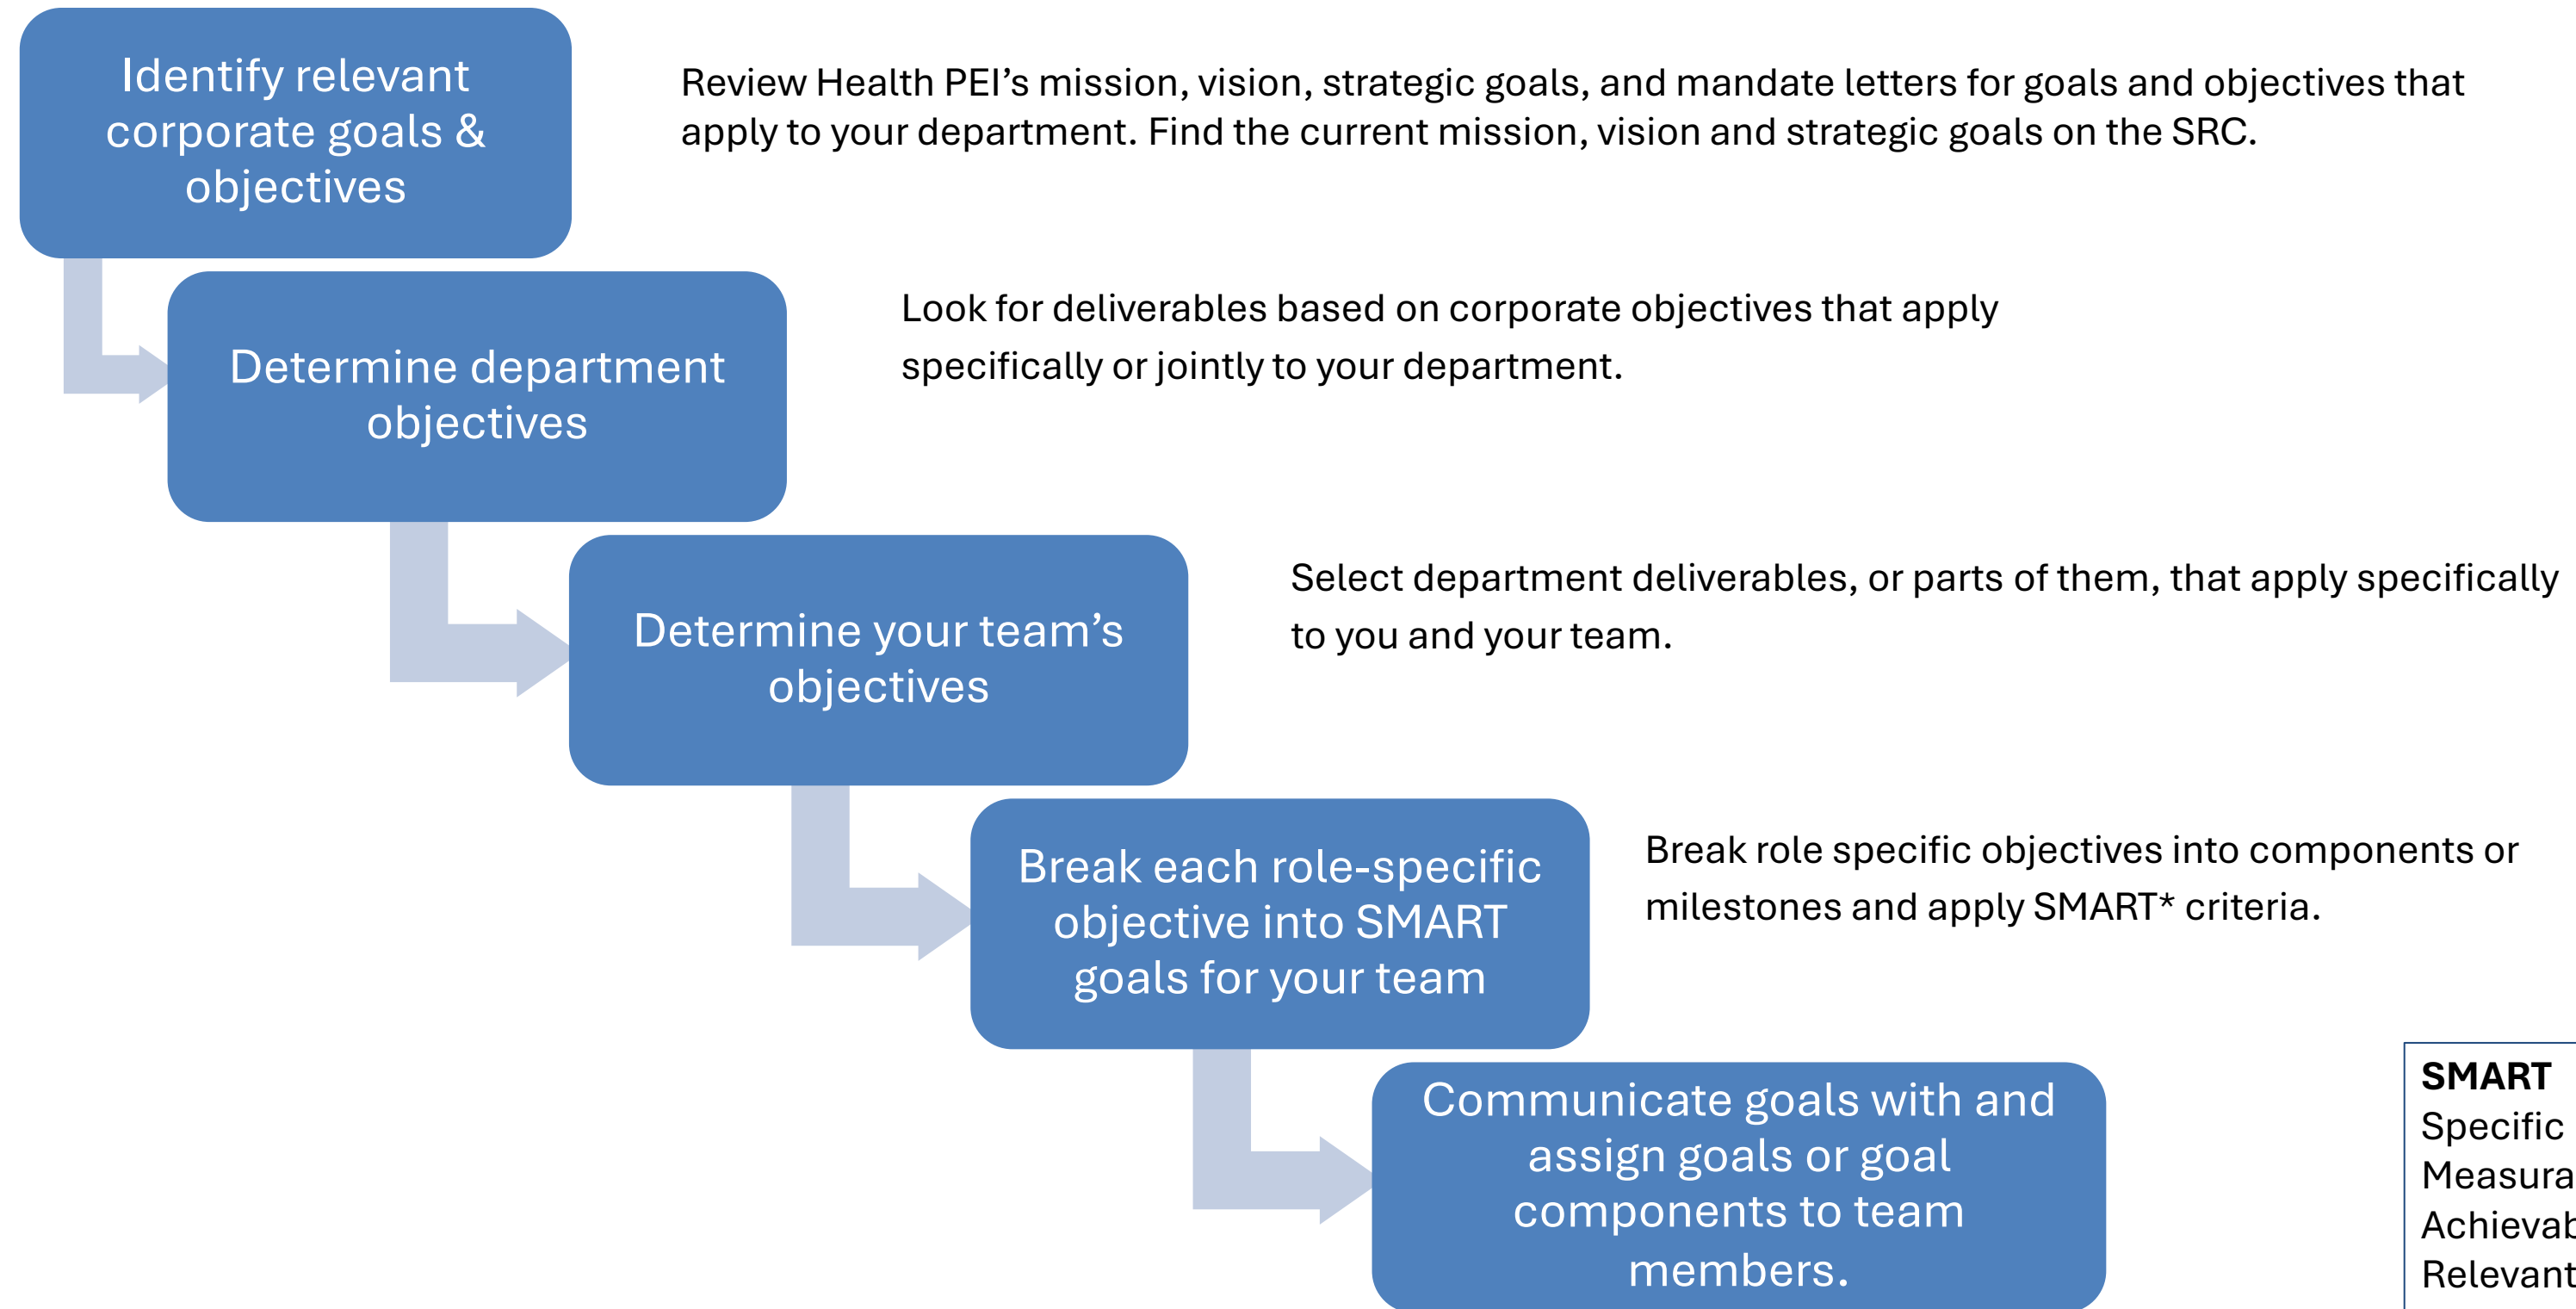 Identify relevant
corporate goals &
objectives
Review Health PEI’s mission, vision, strategic goals, and mandate letters for goals and objectives that
apply to your department. Find the current mission, vision and strategic goals on the SRC.
Determine department
objectives
Look for deliverables based on corporate objectives that apply
specifically or jointly to your department.
Determine your team’s
objectives
Select department deliverables, or parts of them, that apply specifically
to you and your team.
Break each role-specific
objective into SMART
goals for your team
Break role specific objectives into components or
milestones and apply SMART* criteria.
Communicate goals with and
assign goals or goal
components to team
members.
SMART
Specific
Measura
Achievab
Relevant